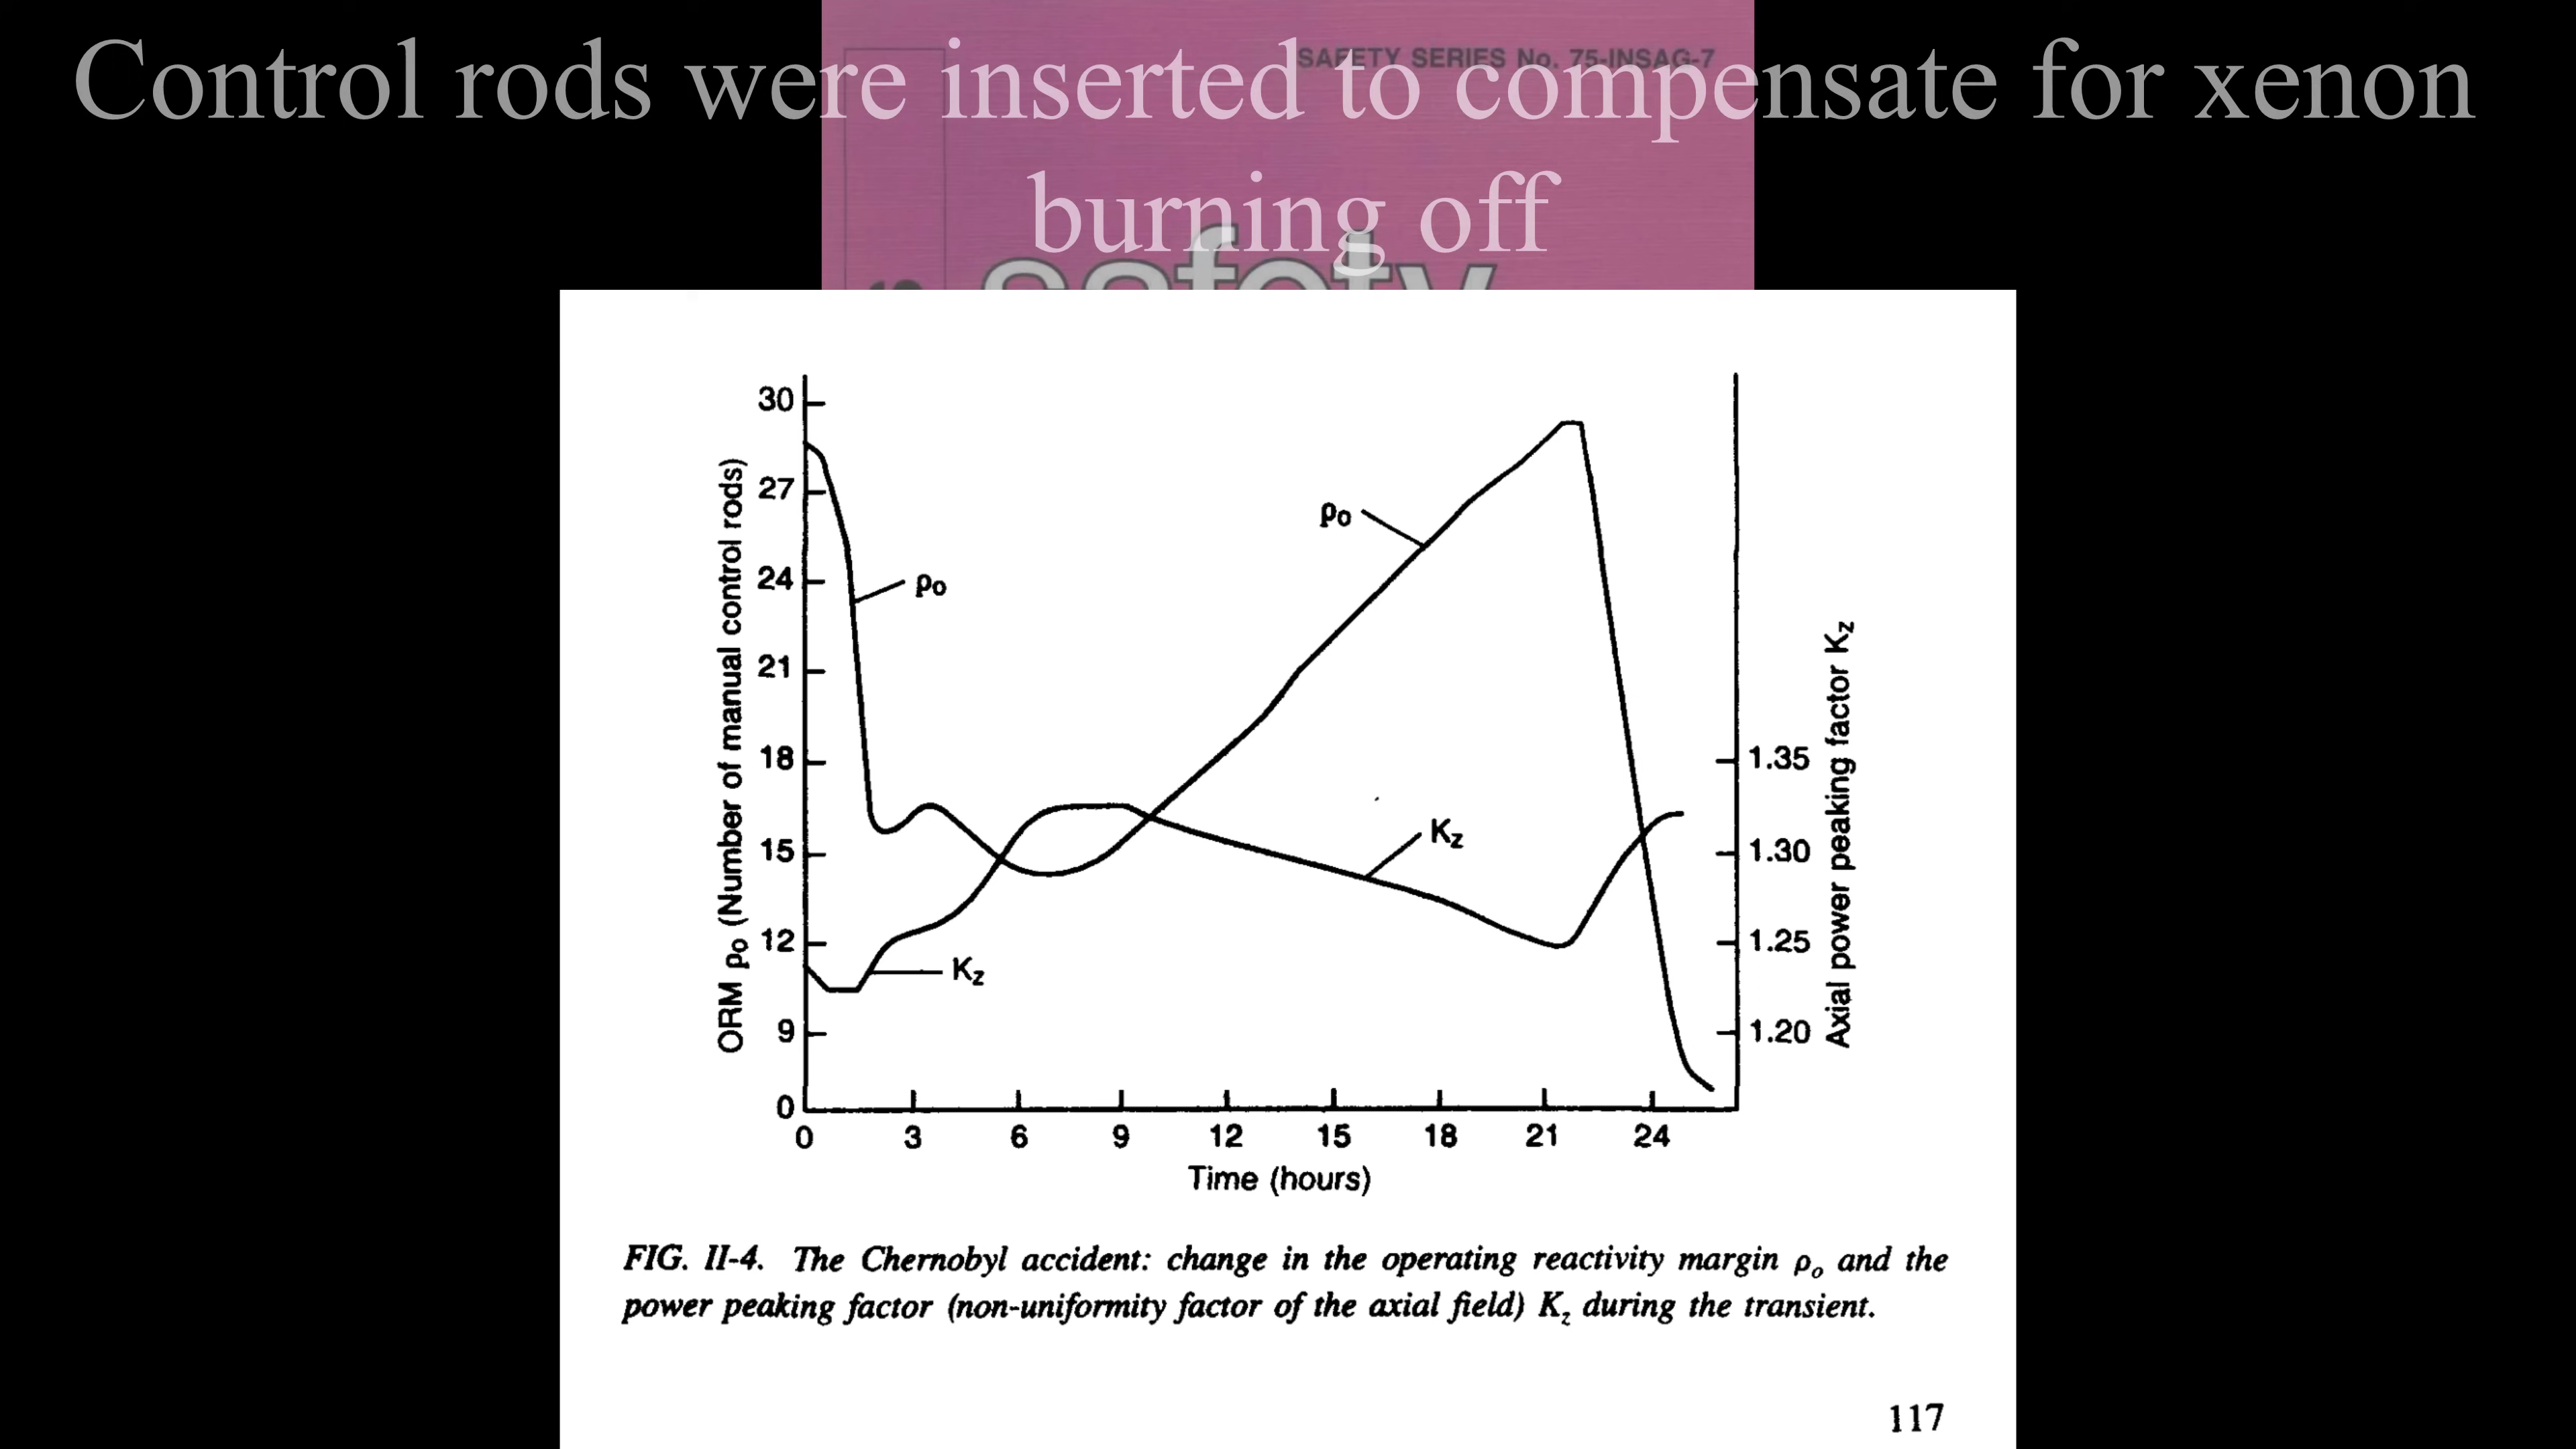 SAFETY SERIES No. 75-INSAG-7
Control rods were inserted to compensate for xenon
burning off
safety
30
27
24
21
18
15
12
9
0
ORM ρo (Number of manual control rods)
ρo
ρo
Kz
Kz
1.35
1.30
1.25
1.20
Axial power peaking factor Kz
0 3 6 9 12 15 18 21 24
Time (hours)
FIG. II-4. The Chernobyl accident: change in the operating reactivity margin ρo and the
power peaking factor (non-uniformity factor of the axial field) Kz during the transient.
117